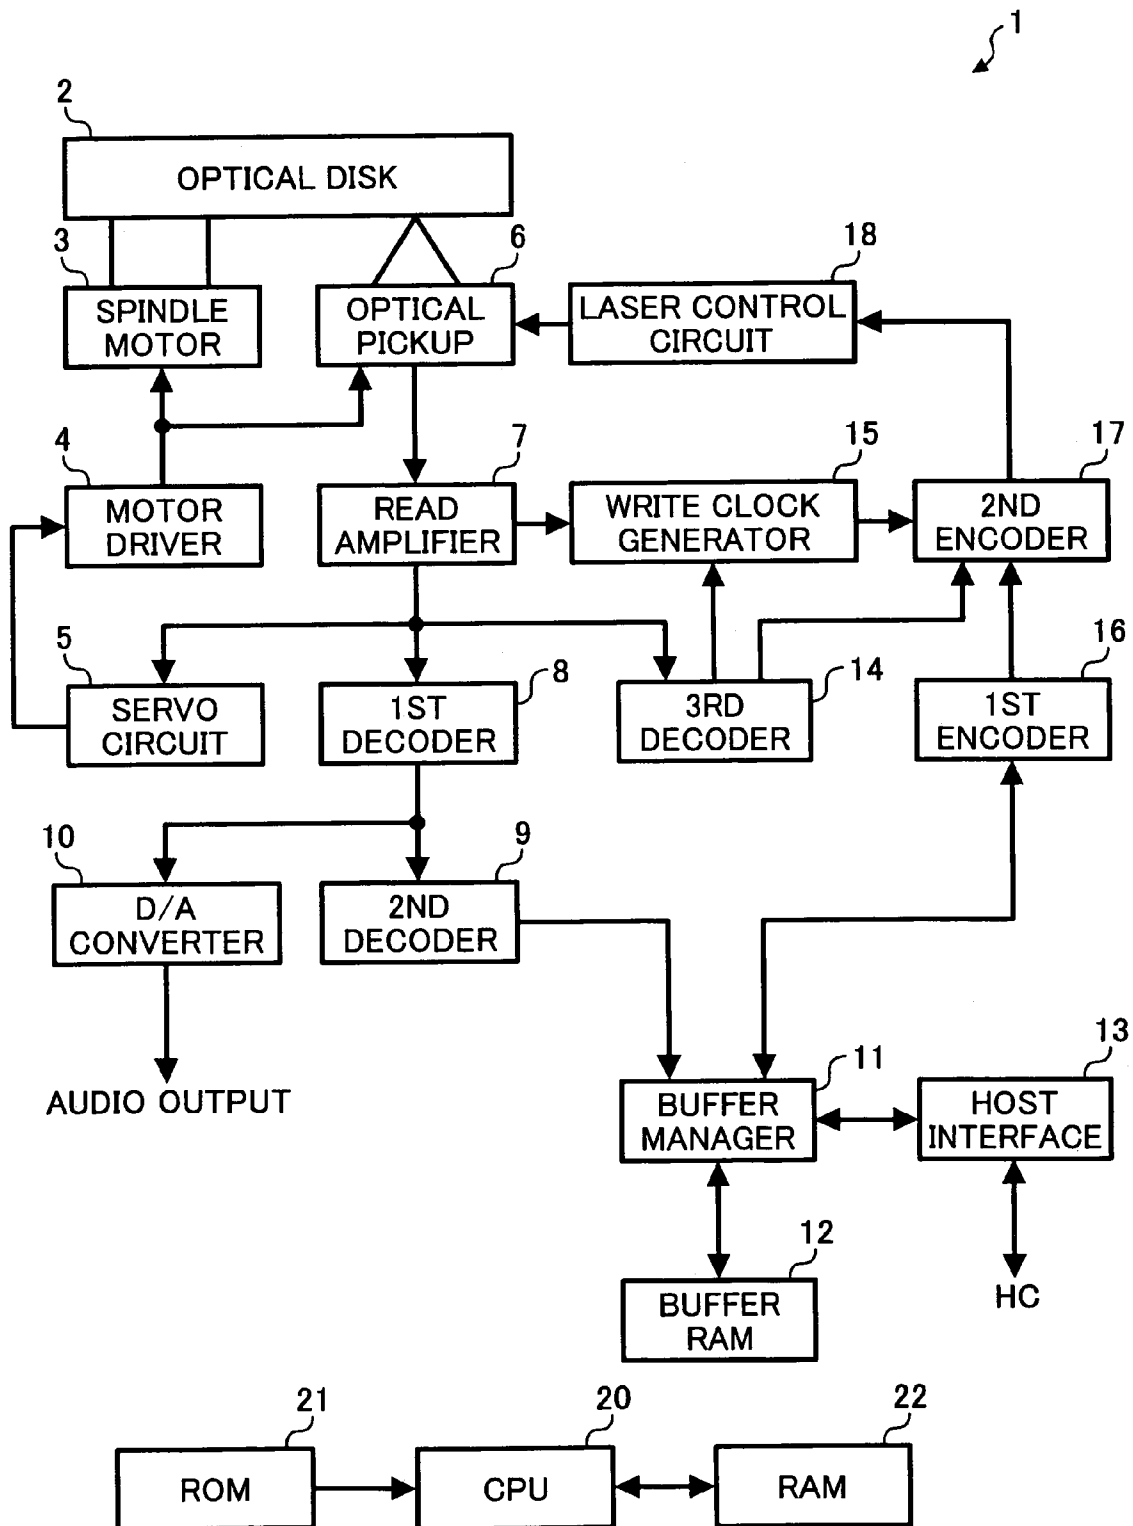 1
2
OPTICAL DISK
3
SPINDLE
MOTOR
6
OPTICAL
PICKUP
18
LASER CONTROL
CIRCUIT
4
MOTOR
DRIVER
7
READ
AMPLIFIER
15
WRITE CLOCK
GENERATOR
17
2ND
ENCODER
5
SERVO
CIRCUIT
8
1ST
DECODER
14
3RD
DECODER
16
1ST
ENCODER
10
D/A
CONVERTER
9
2ND
DECODER
AUDIO OUTPUT
11
BUFFER
MANAGER
13
HOST
INTERFACE
12
BUFFER
RAM
HC
21
ROM
20
CPU
22
RAM